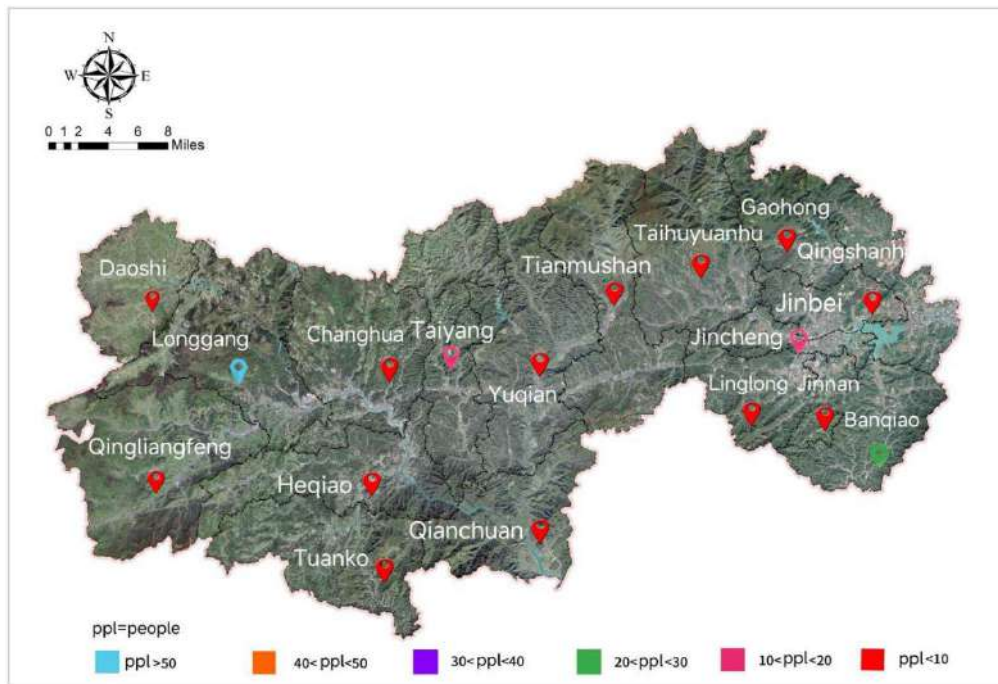 N
W E
S
0 1 2 4 6 8
Miles
Gaohong
Taihuyuanhu
Qingshanh
Daoshi
Tianmushan
Jinbei
Longgang
Changhua
Taiyang
Jincheng
Yuqian
Linglong
Jinnan
Banqiao
Qingliangfeng
Heqiao
Qianchuan
Tuanko
ppl=people
ppl>50
40<ppl<50
30<ppl<40
20<ppl<30
10<ppl<20
ppl<10